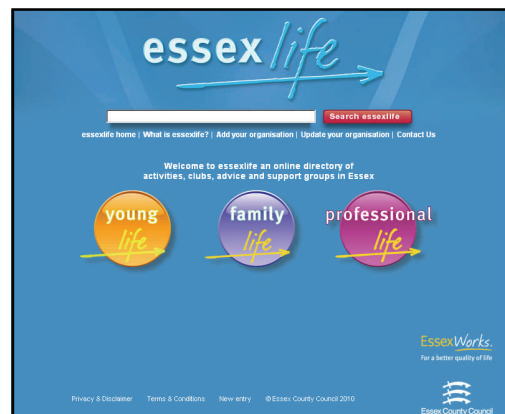 essex life
Search essexlife
essexlife home | What is essexlife? | Add your organisation | Update your organisation | Contact Us
Welcome to essexlife an online directory of
activities, clubs, advice and support groups in Essex
young life
family life
professional life
EssexWorks.
For a better quality of life
Privacy & Disclaimer Terms & Conditions New entry © Essex County Council 2010
Essex County Council